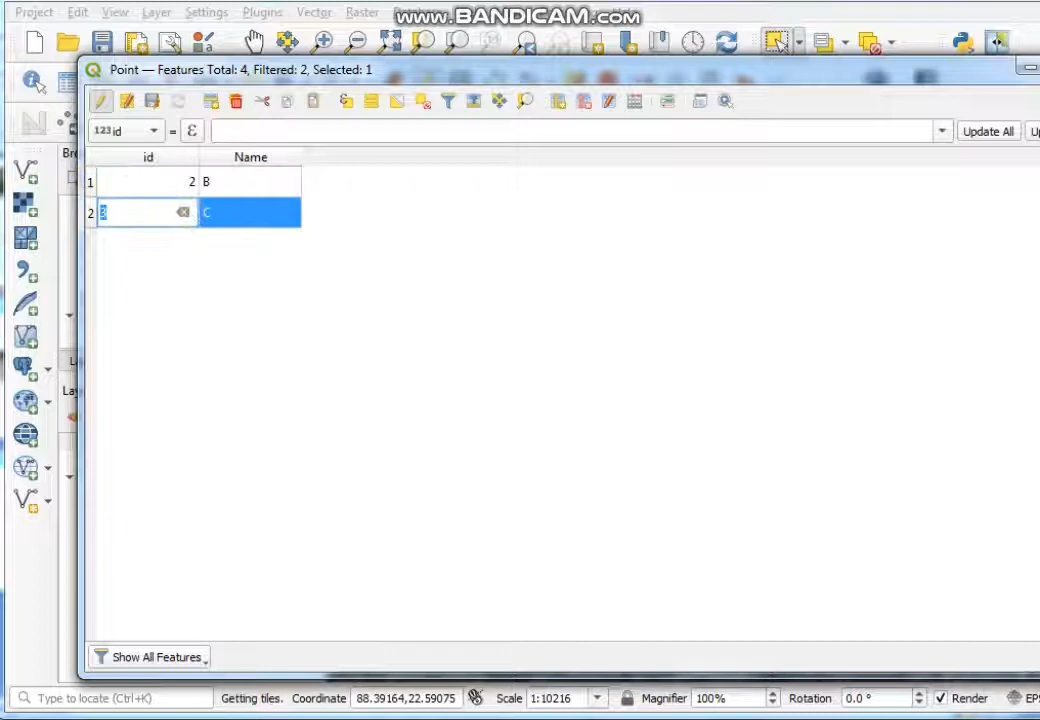 Project Edit View Layer Settings Plugins Vector Raster
www.BANDICAM.com
Point — Features Total: 4, Filtered: 2, Selected: 1
123 id = ε Update All
id Name
1 2 B
2 3 C
Show All Features
Type to locate (Ctrl+K) Getting tiles. Coordinate 88.39164,22.59075 Scale 1:10216 Magnifier 100% Rotation 0.0 ° Render